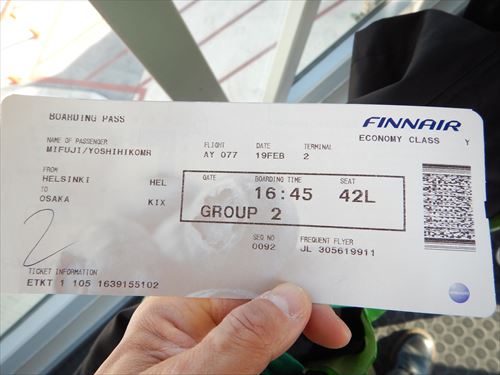 BOARDING PASS
FINNAIR
ECONOMY CLASS Y
NAME OF PASSENGER
MIFUJI/YOSHIHIKOMR
FLIGHT DATE TERMINAL
AY 077 19FEB 2
FROM
HELSINKI HEL
TO
OSAKA KIX
GATE BOARDING TIME SEAT
16:45 42L
GROUP 2
SEQ NO FREQUENT FLYER
0092 JL 305619911
2
TICKET INFORMATION
ETKT 1 105 1639155102